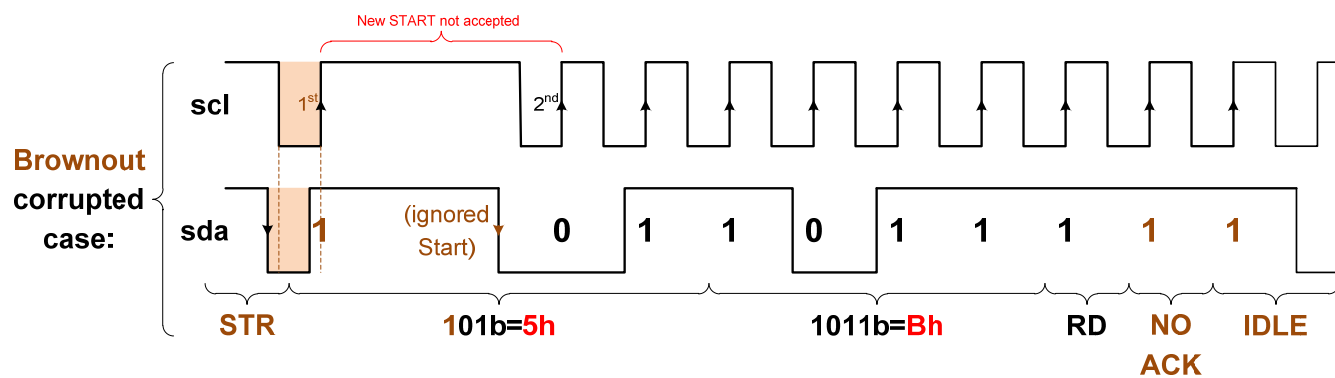 New START not accepted
scl
1st
2nd
Brownout
corrupted
case:
sda
1
(ignored
Start)
0 1 1 0 1 1 1 1 1
STR
101b=5h
1011b=Bh
RD
NO
ACK
IDLE